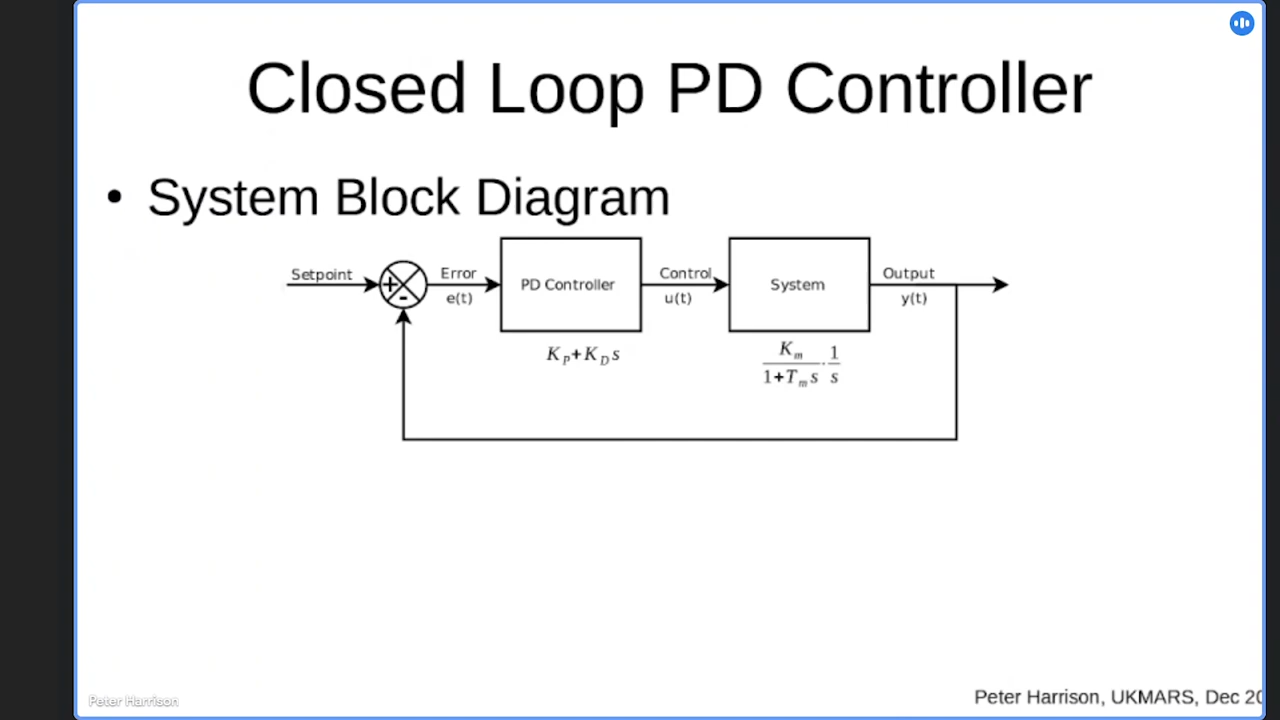 Closed Loop PD Controller
• System Block Diagram
Setpoint
+
-
Error
e(t)
PD Controller
Control
u(t)
System
Output
y(t)
K_P+K_D s
K_m/(1+T_m s) · 1/s
Peter Harrison
Peter Harrison, UKMARS, Dec 20